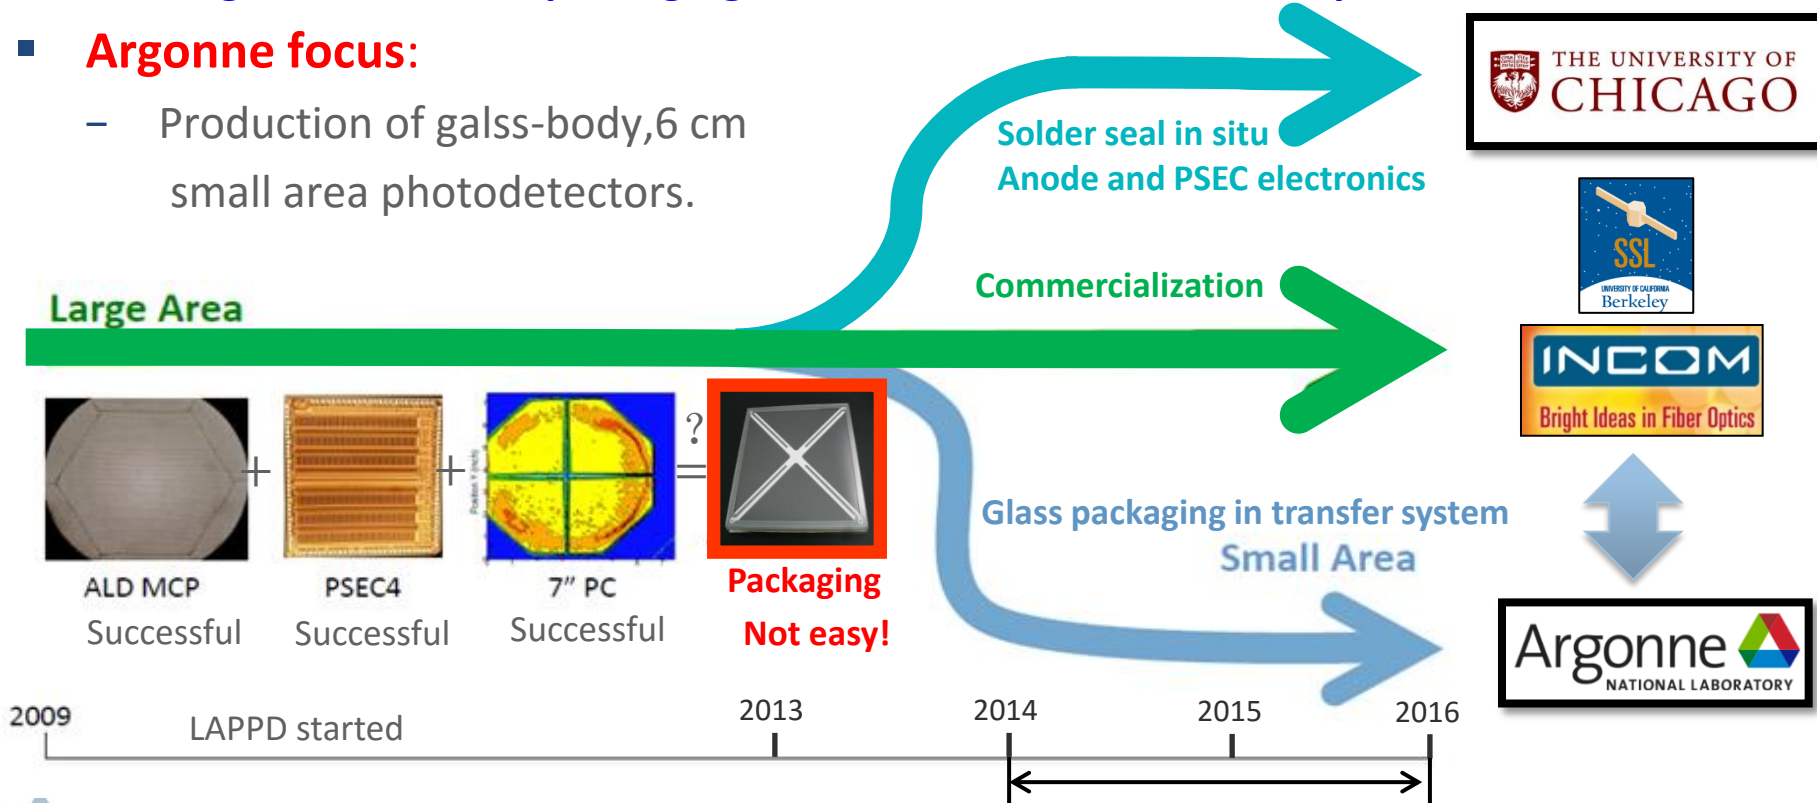 Argonne focus:
– Production of galss-body,6 cm
small area photodetectors.
THE UNIVERSITY OF
CHICAGO
Solder seal in situ
Anode and PSEC electronics
SSL
UNIVERSITY OF CALIFORNIA
Berkeley
Commercialization
Large Area
INCOM
Bright Ideas in Fiber Optics
+ + ? =
Glass packaging in transfer system
Small Area
ALD MCP PSEC4 7" PC Packaging
Successful Successful Successful Not easy!
Argonne
NATIONAL LABORATORY
2009 LAPPD started 2013 2014 2015 2016